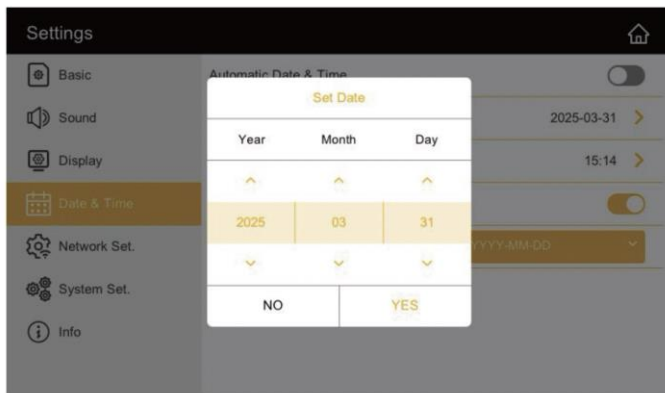 Settings
Basic
Automatic Date & Time
Set Date
Sound
2025-03-31
Year Month Day
Display
15:14
Date & Time
2025 03 31
Network Set.
YYYY-MM-DD
System Set.
NO YES
Info